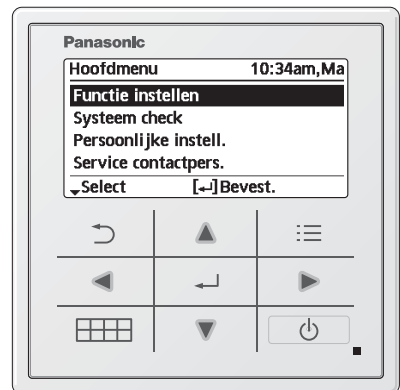 Panasonic
Hoofdmenu 10:34am,Ma
Functie instellen
Systeem check
Persoonlijke instell.
Service contactpers.
Select [↵]Bevest.